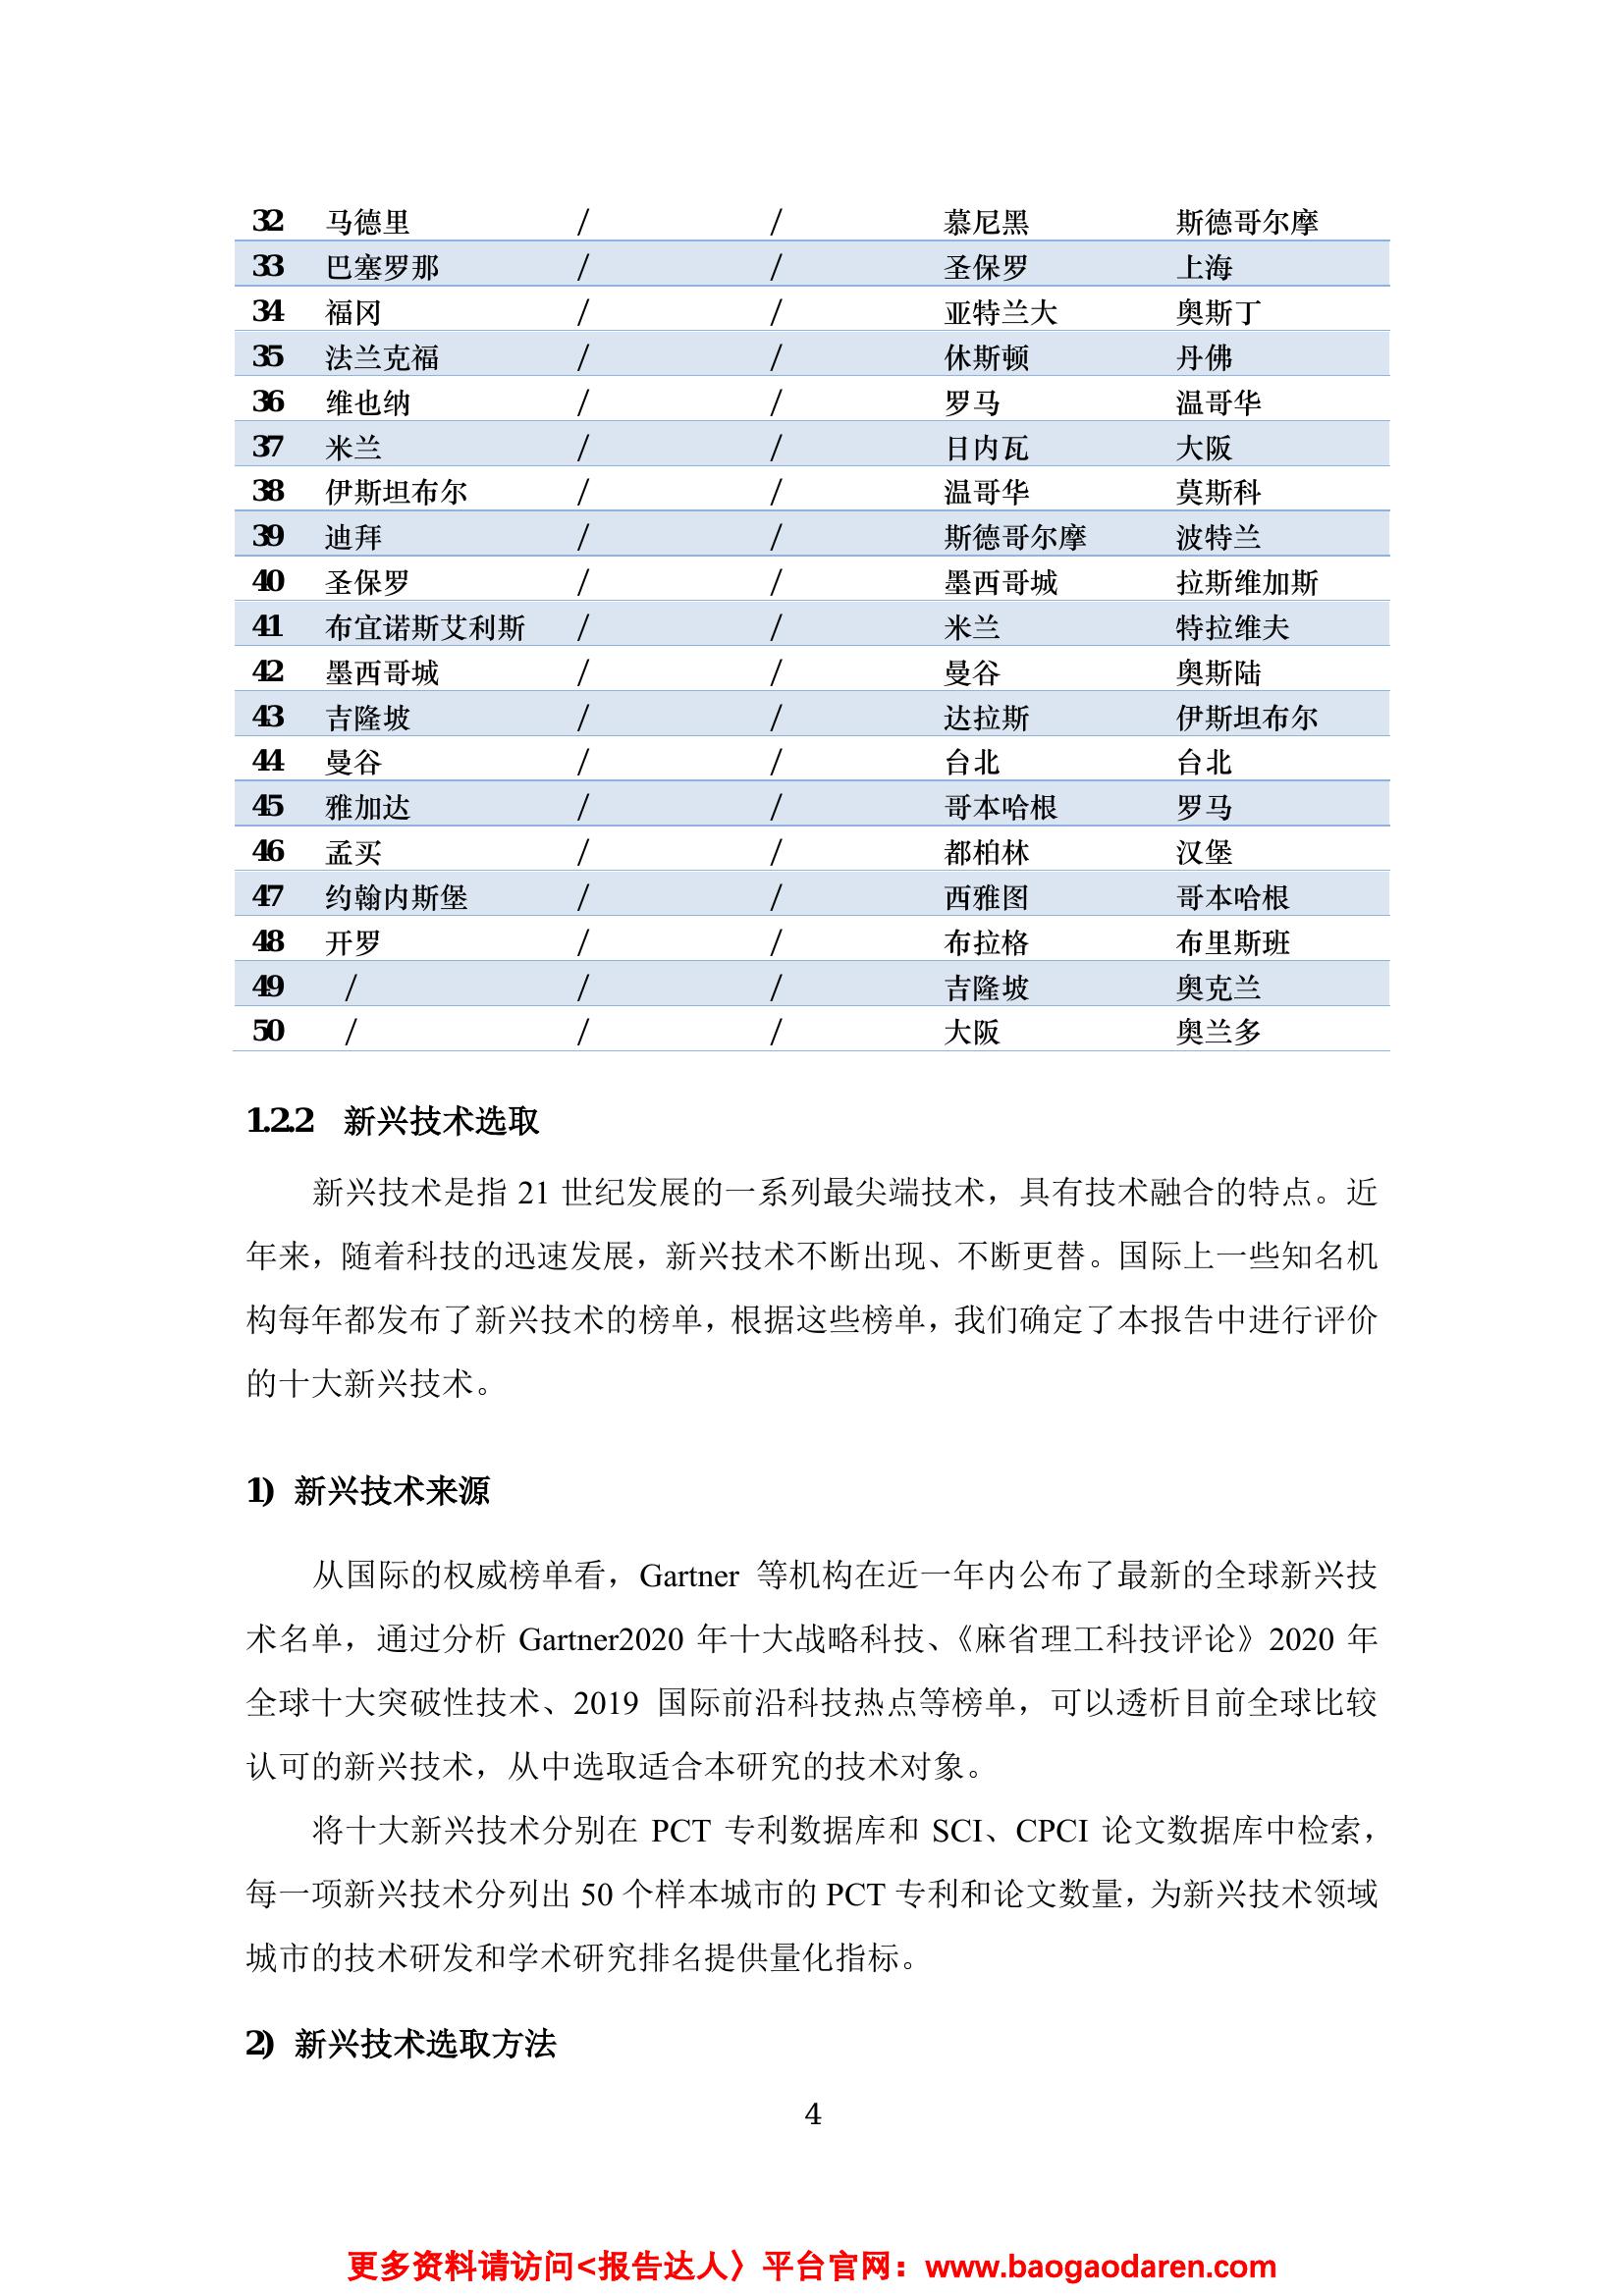 32 马德里 / / 慕尼黑 斯德哥尔摩
33 巴塞罗那 / / 圣保罗 上海
34 福冈 / / 亚特兰大 奥斯丁
35 法兰克福 / / 休斯顿 丹佛
36 维也纳 / / 罗马 温哥华
37 米兰 / / 日内瓦 大阪
38 伊斯坦布尔 / / 温哥华 莫斯科
39 迪拜 / / 斯德哥尔摩 波特兰
40 圣保罗 / / 墨西哥城 拉斯维加斯
41 布宜诺斯艾利斯 / / 米兰 特拉维夫
42 墨西哥城 / / 曼谷 奥斯陆
43 吉隆坡 / / 达拉斯 伊斯坦布尔
44 曼谷 / / 台北 台北
45 雅加达 / / 哥本哈根 罗马
46 孟买 / / 都柏林 汉堡
47 约翰内斯堡 / / 西雅图 哥本哈根
48 开罗 / / 布拉格 布里斯班
49 / / / 吉隆坡 奥克兰
50 / / / 大阪 奥兰多
1.2.2 新兴技术选取
新兴技术是指 21 世纪发展的一系列最尖端技术，具有技术融合的特点。近
年来，随着科技的迅速发展，新兴技术不断出现、不断更替。国际上一些知名机
构每年都发布了新兴技术的榜单，根据这些榜单，我们确定了本报告中进行评价
的十大新兴技术。
1) 新兴技术来源
从国际的权威榜单看，Gartner 等机构在近一年内公布了最新的全球新兴技
术名单，通过分析 Gartner2020 年十大战略科技、《麻省理工科技评论》2020 年
全球十大突破性技术、2019 国际前沿科技热点等榜单，可以透析目前全球比较
认可的新兴技术，从中选取适合本研究的技术对象。
将十大新兴技术分别在 PCT 专利数据库和 SCI、CPCI 论文数据库中检索，
每一项新兴技术分列出 50 个样本城市的 PCT 专利和论文数量，为新兴技术领域
城市的技术研发和学术研究排名提供量化指标。
2) 新兴技术选取方法
4
更多资料请访问<报告达人〉平台官网：www.baogaodaren.com